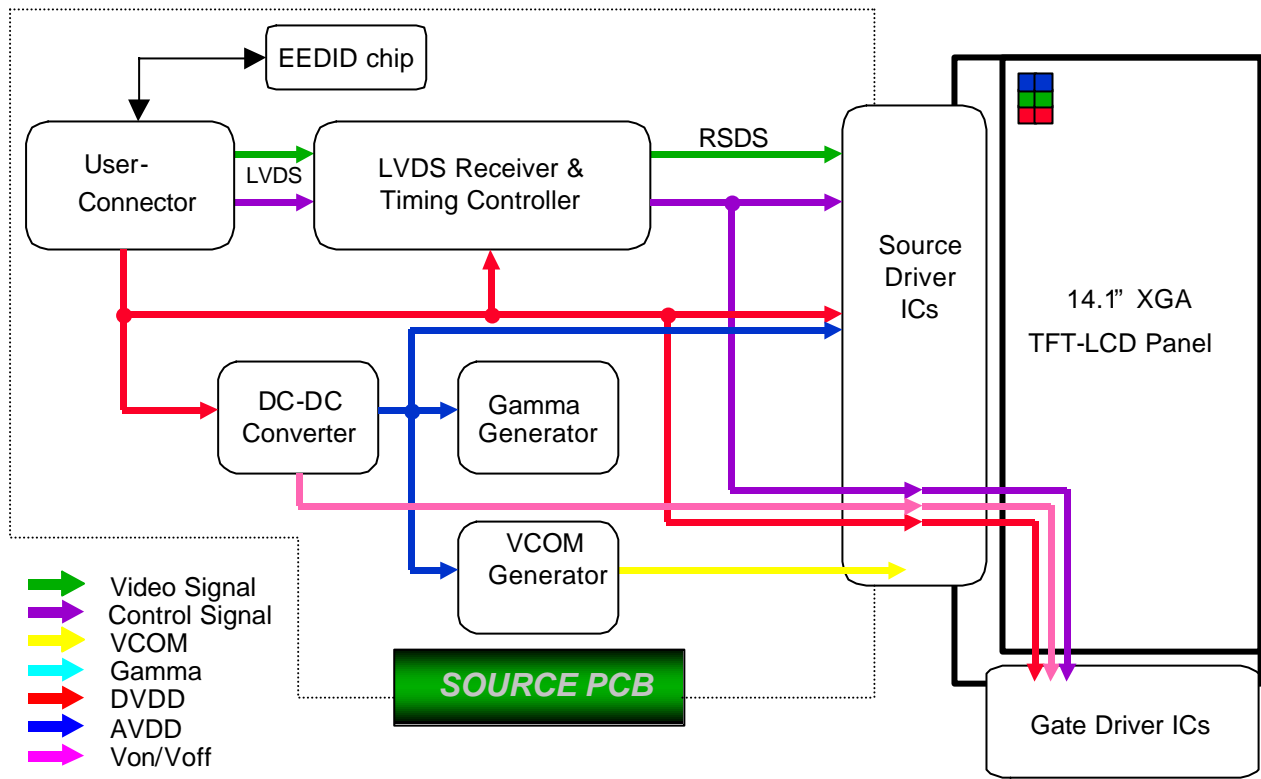 EEDID chip
User-
Connector
LVDS
LVDS Receiver &
Timing Controller
RSDS
Source
Driver
ICs
14.1” XGA
TFT-LCD Panel
DC-DC
Converter
Gamma
Generator
VCOM
Generator
Video Signal
Control Signal
VCOM
Gamma
DVDD
AVDD
Von/Voff
SOURCE PCB
Gate Driver ICs